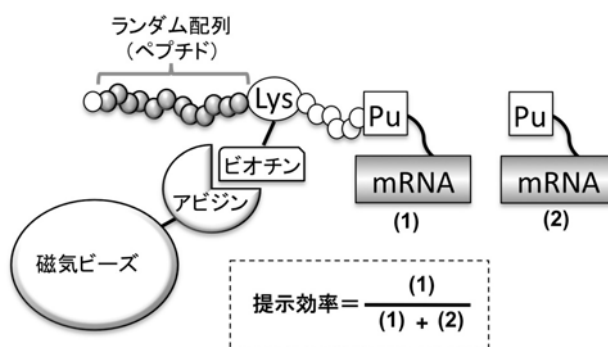 ランダム配列
(ペプチド)
Lys
Pu
Pu
ビオチン
mRNA
mRNA
アビジン
(1)
(2)
磁気ビーズ
提示効率＝(1)
(1) + (2)